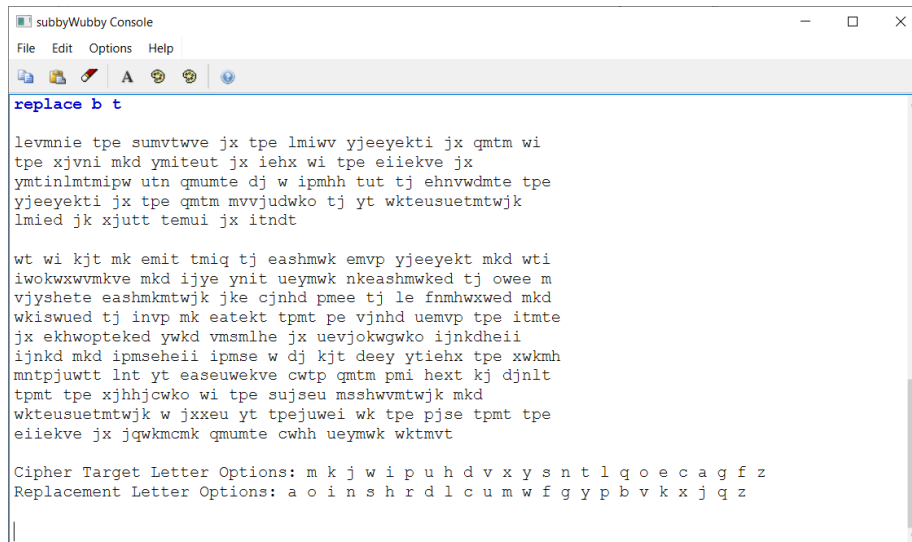 subbyWubby Console
File Edit Options Help
A
replace b t
levmnie tpe sumvtwve jx tpe lmiwv yjeeyekti jx qmtm wi
tpe xjvni mkd ymiteut jx iehx wi tpe eiiekve jx
ymtinlmtmipw utn qmumte dj w ipmhh tut tj ehnvwdmte tpe
yjeeyekti jx tpe qmtm mvvjudwko tj yt wkteusuetmtwjk
lmied jk xjutt temui jx itndt
wt wi kjt mk emit tmiq tj eashmwk emvp yjeeyekt mkd wti
iwokwxwvmkve mkd ijye ynit ueymwk nkeashmwked tj owee m
vjyshete eashmkmtwjk jke cjnhd pmee tj le fnmhwxwed mkd
wkiswued tj invp mk eatekt tpmt pe vjnhd uemvp tpe itmte
jx ekhwopteked ywkd vmsmlhe jx uevjokwgwko ijnkdheii
ijnkd mkd ipmseheii ipmse w dj kjt deey ytiehx tpe xwkmh
mntpjuwtt lnt yt easeuwekve cwtp qmtm pmi hext kj djnlt
tpmt tpe xjhhjcwko wi tpe sujseu msshwvmtwjk mkd
wkteusuetmtwjk w jxxeu yt tpejuwei wk tpe pjse tpmt tpe
eiiekve jx jqwkmcmk qmumte cwhh ueymwk wktmvt
Cipher Target Letter Options: m k j w i p u h d v x y s n t l q o e c a g f z
Replacement Letter Options: a o i n s h r d l c u m w f g y p b v k x j q z